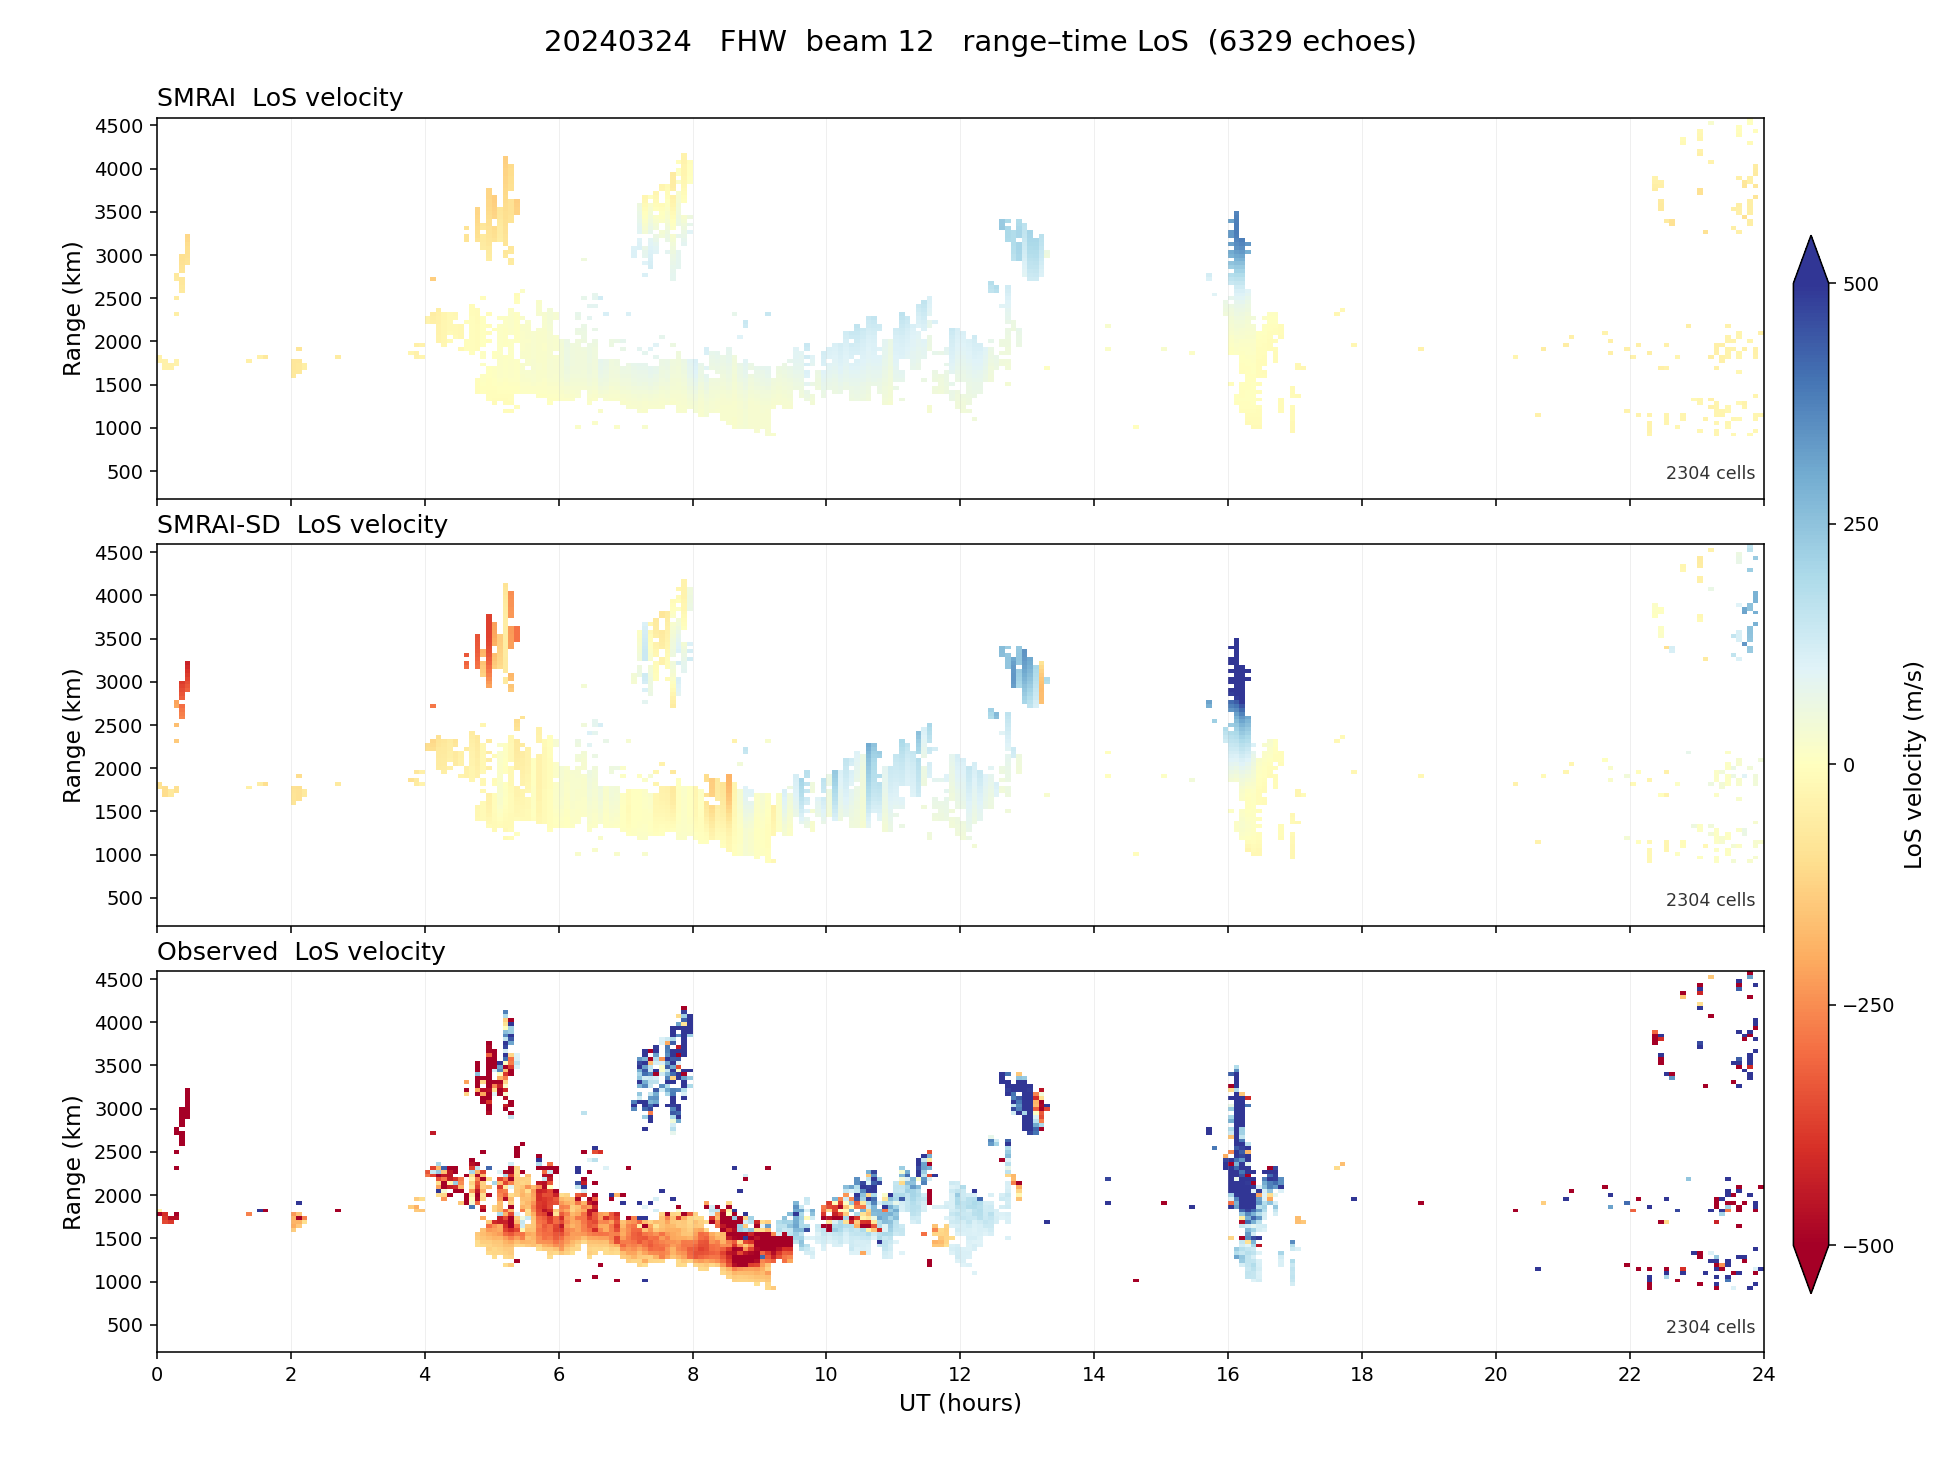 20240324   FHW  beam 12   range–time LoS  (6329 echoes)
SMRAI  LoS velocity
4500
4000
3500
3000
2500
2000
1500
1000
500
Range (km)
2304 cells
SMRAI-SD  LoS velocity
4500
4000
3500
3000
2500
2000
1500
1000
500
Range (km)
2304 cells
Observed  LoS velocity
4500
4000
3500
3000
2500
2000
1500
1000
500
Range (km)
2304 cells
0 2 4 6 8 10 12 14 16 18 20 22 24
UT (hours)
500
250
0
−250
−500
LoS velocity (m/s)